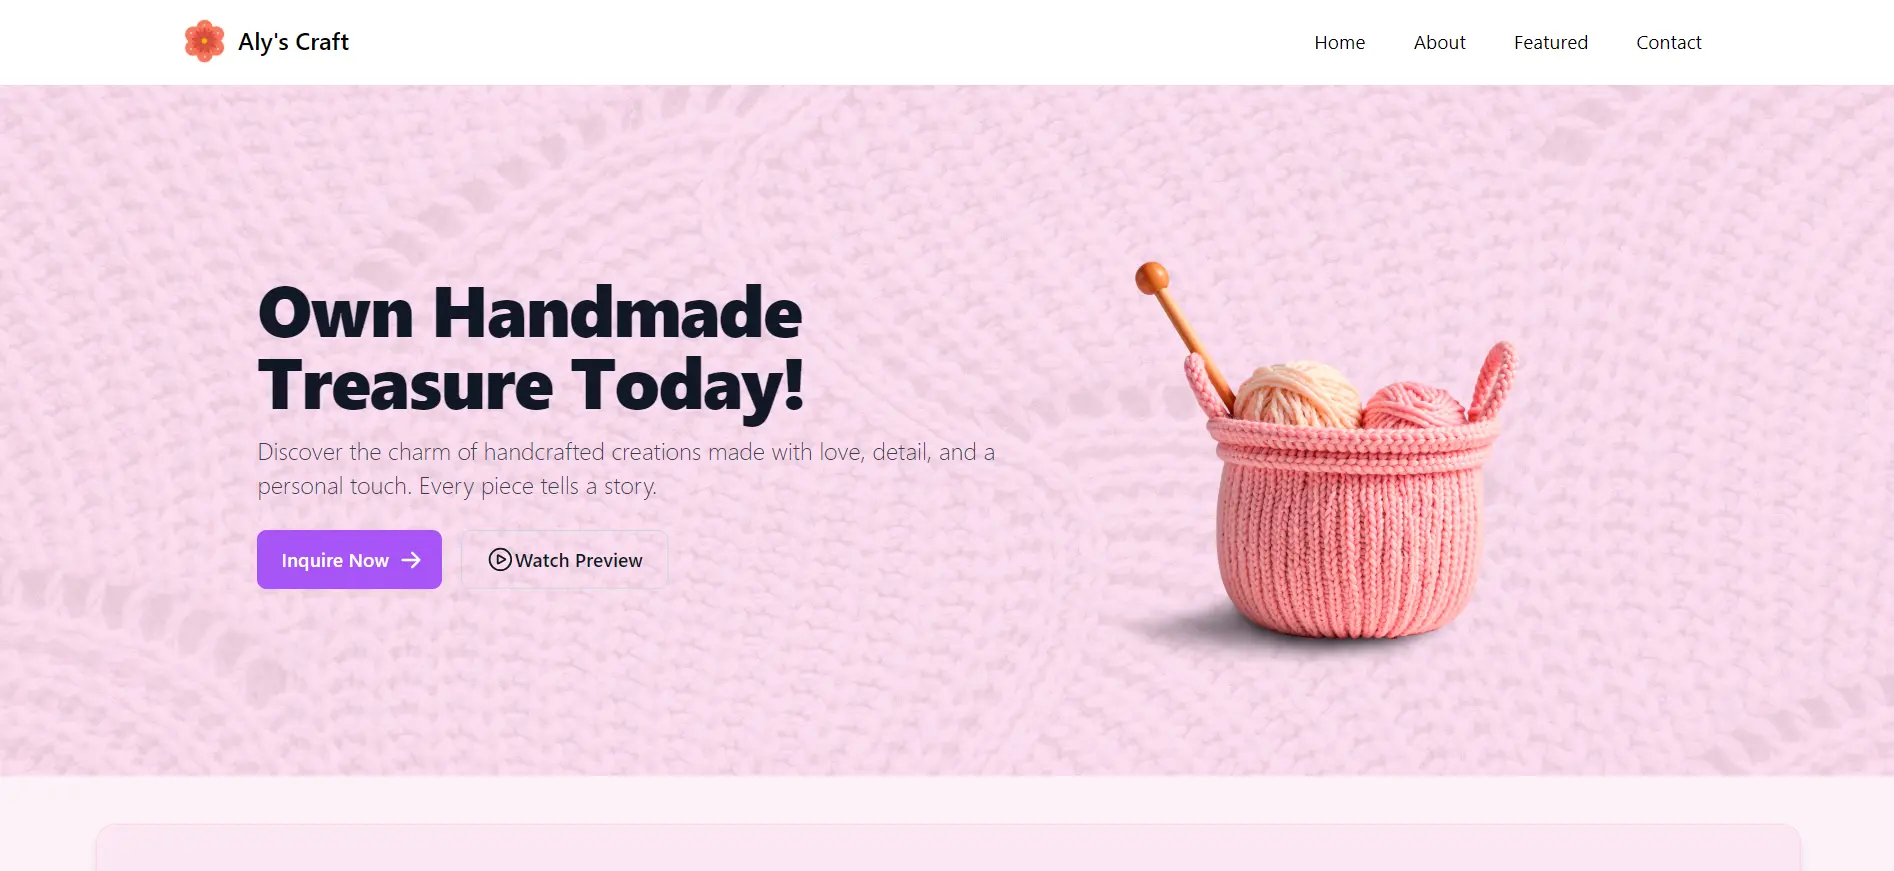 Aly's Craft
Home About Featured Contact
Own Handmade
Treasure Today!
Discover the charm of handcrafted creations made with love, detail, and a
personal touch. Every piece tells a story.
Inquire Now
Watch Preview